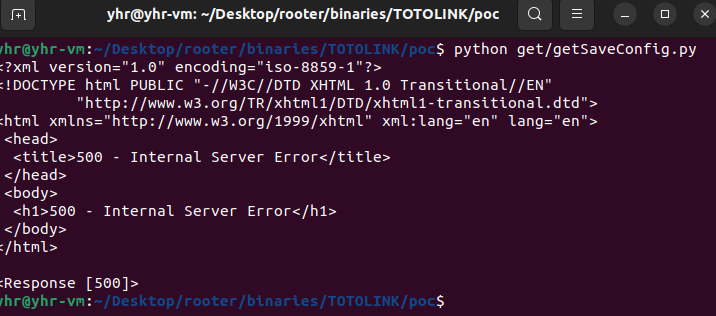 yhr@yhr-vm: ~/Desktop/rooter/binaries/TOTOLINK/poc
yhr@yhr-vm:~/Desktop/rooter/binaries/TOTOLINK/poc$ python get/getSaveConfig.py
<?xml version="1.0" encoding="iso-8859-1"?>
<!DOCTYPE html PUBLIC "-//W3C//DTD XHTML 1.0 Transitional//EN"
         "http://www.w3.org/TR/xhtml1/DTD/xhtml1-transitional.dtd">
<html xmlns="http://www.w3.org/1999/xhtml" xml:lang="en" lang="en">
 <head>
  <title>500 - Internal Server Error</title>
 </head>
 <body>
  <h1>500 - Internal Server Error</h1>
 </body>
</html>

<Response [500]>
yhr@yhr-vm:~/Desktop/rooter/binaries/TOTOLINK/poc$